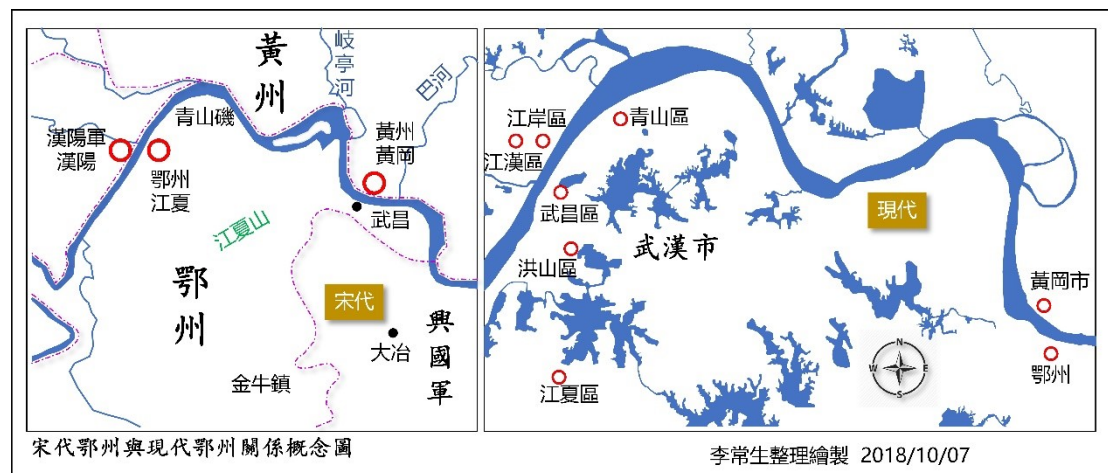 黃州
岐亭河
巴河
青山磯
漢陽軍
漢陽
鄂州
江夏
黃州
黃岡
武昌
江夏山
鄂州
宋代
大冶
興國軍
金牛鎮
宋代鄂州與現代鄂州關係概念圖
江岸區
青山區
江漢區
武昌區
現代
武漢市
洪山區
黃岡市
N
W
E
S
鄂州
江夏區
李常生整理繪製 2018/10/07